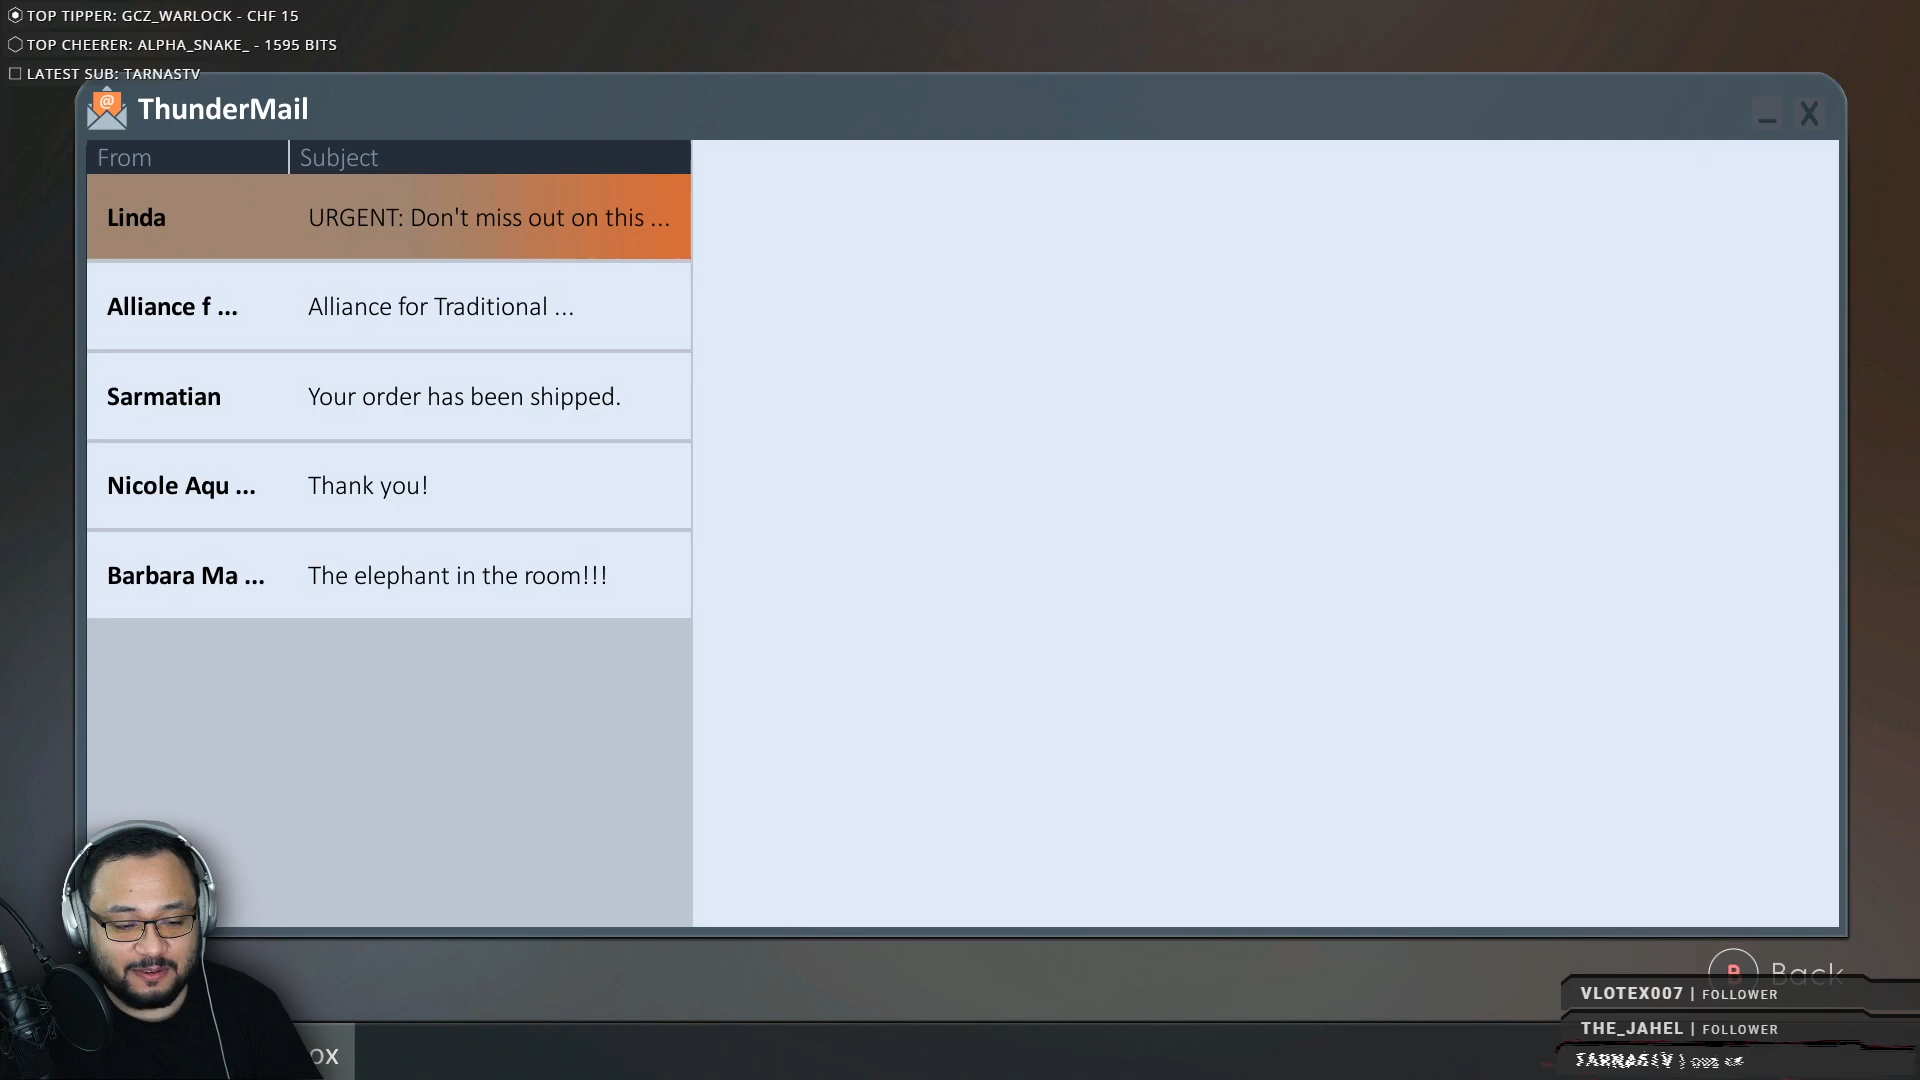 TOP TIPPER: GCZ_WARLOCK - CHF 15
TOP CHEERER: ALPHA_SNAKE_ - 1595 BITS
LATEST SUB: TARNASTV
@
ThunderMail
_ X
From Subject
Linda URGENT: Don't miss out on this ...
Alliance f ... Alliance for Traditional ...
Sarmatian Your order has been shipped.
Nicole Aqu ... Thank you!
Barbara Ma ... The elephant in the room!!!
B Back
VLOTEX007 | FOLLOWER
THE_JAHEL | FOLLOWER
TARNASTV |
OX